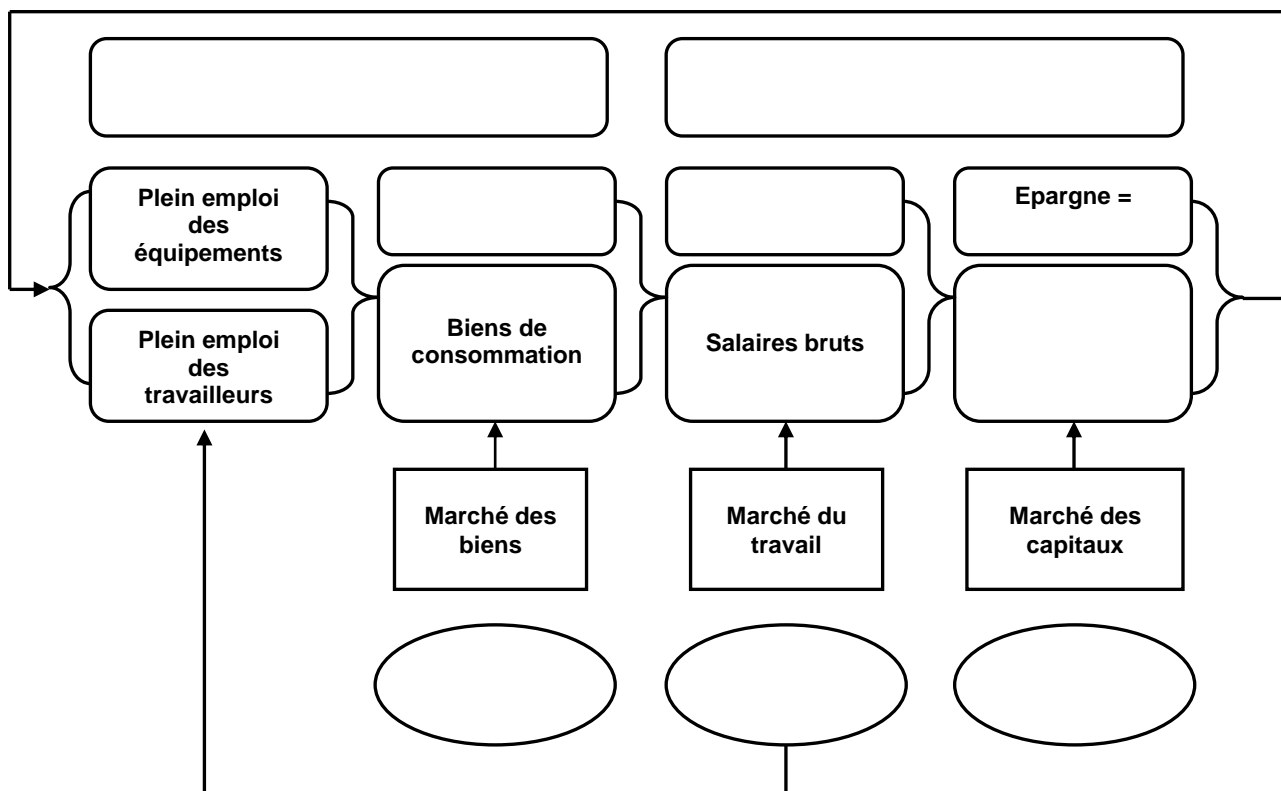 Plein emploi
des
équipements
Epargne =
Plein emploi
des
travailleurs
Biens de
consommation
Salaires bruts
Marché des
biens
Marché du
travail
Marché des
capitaux